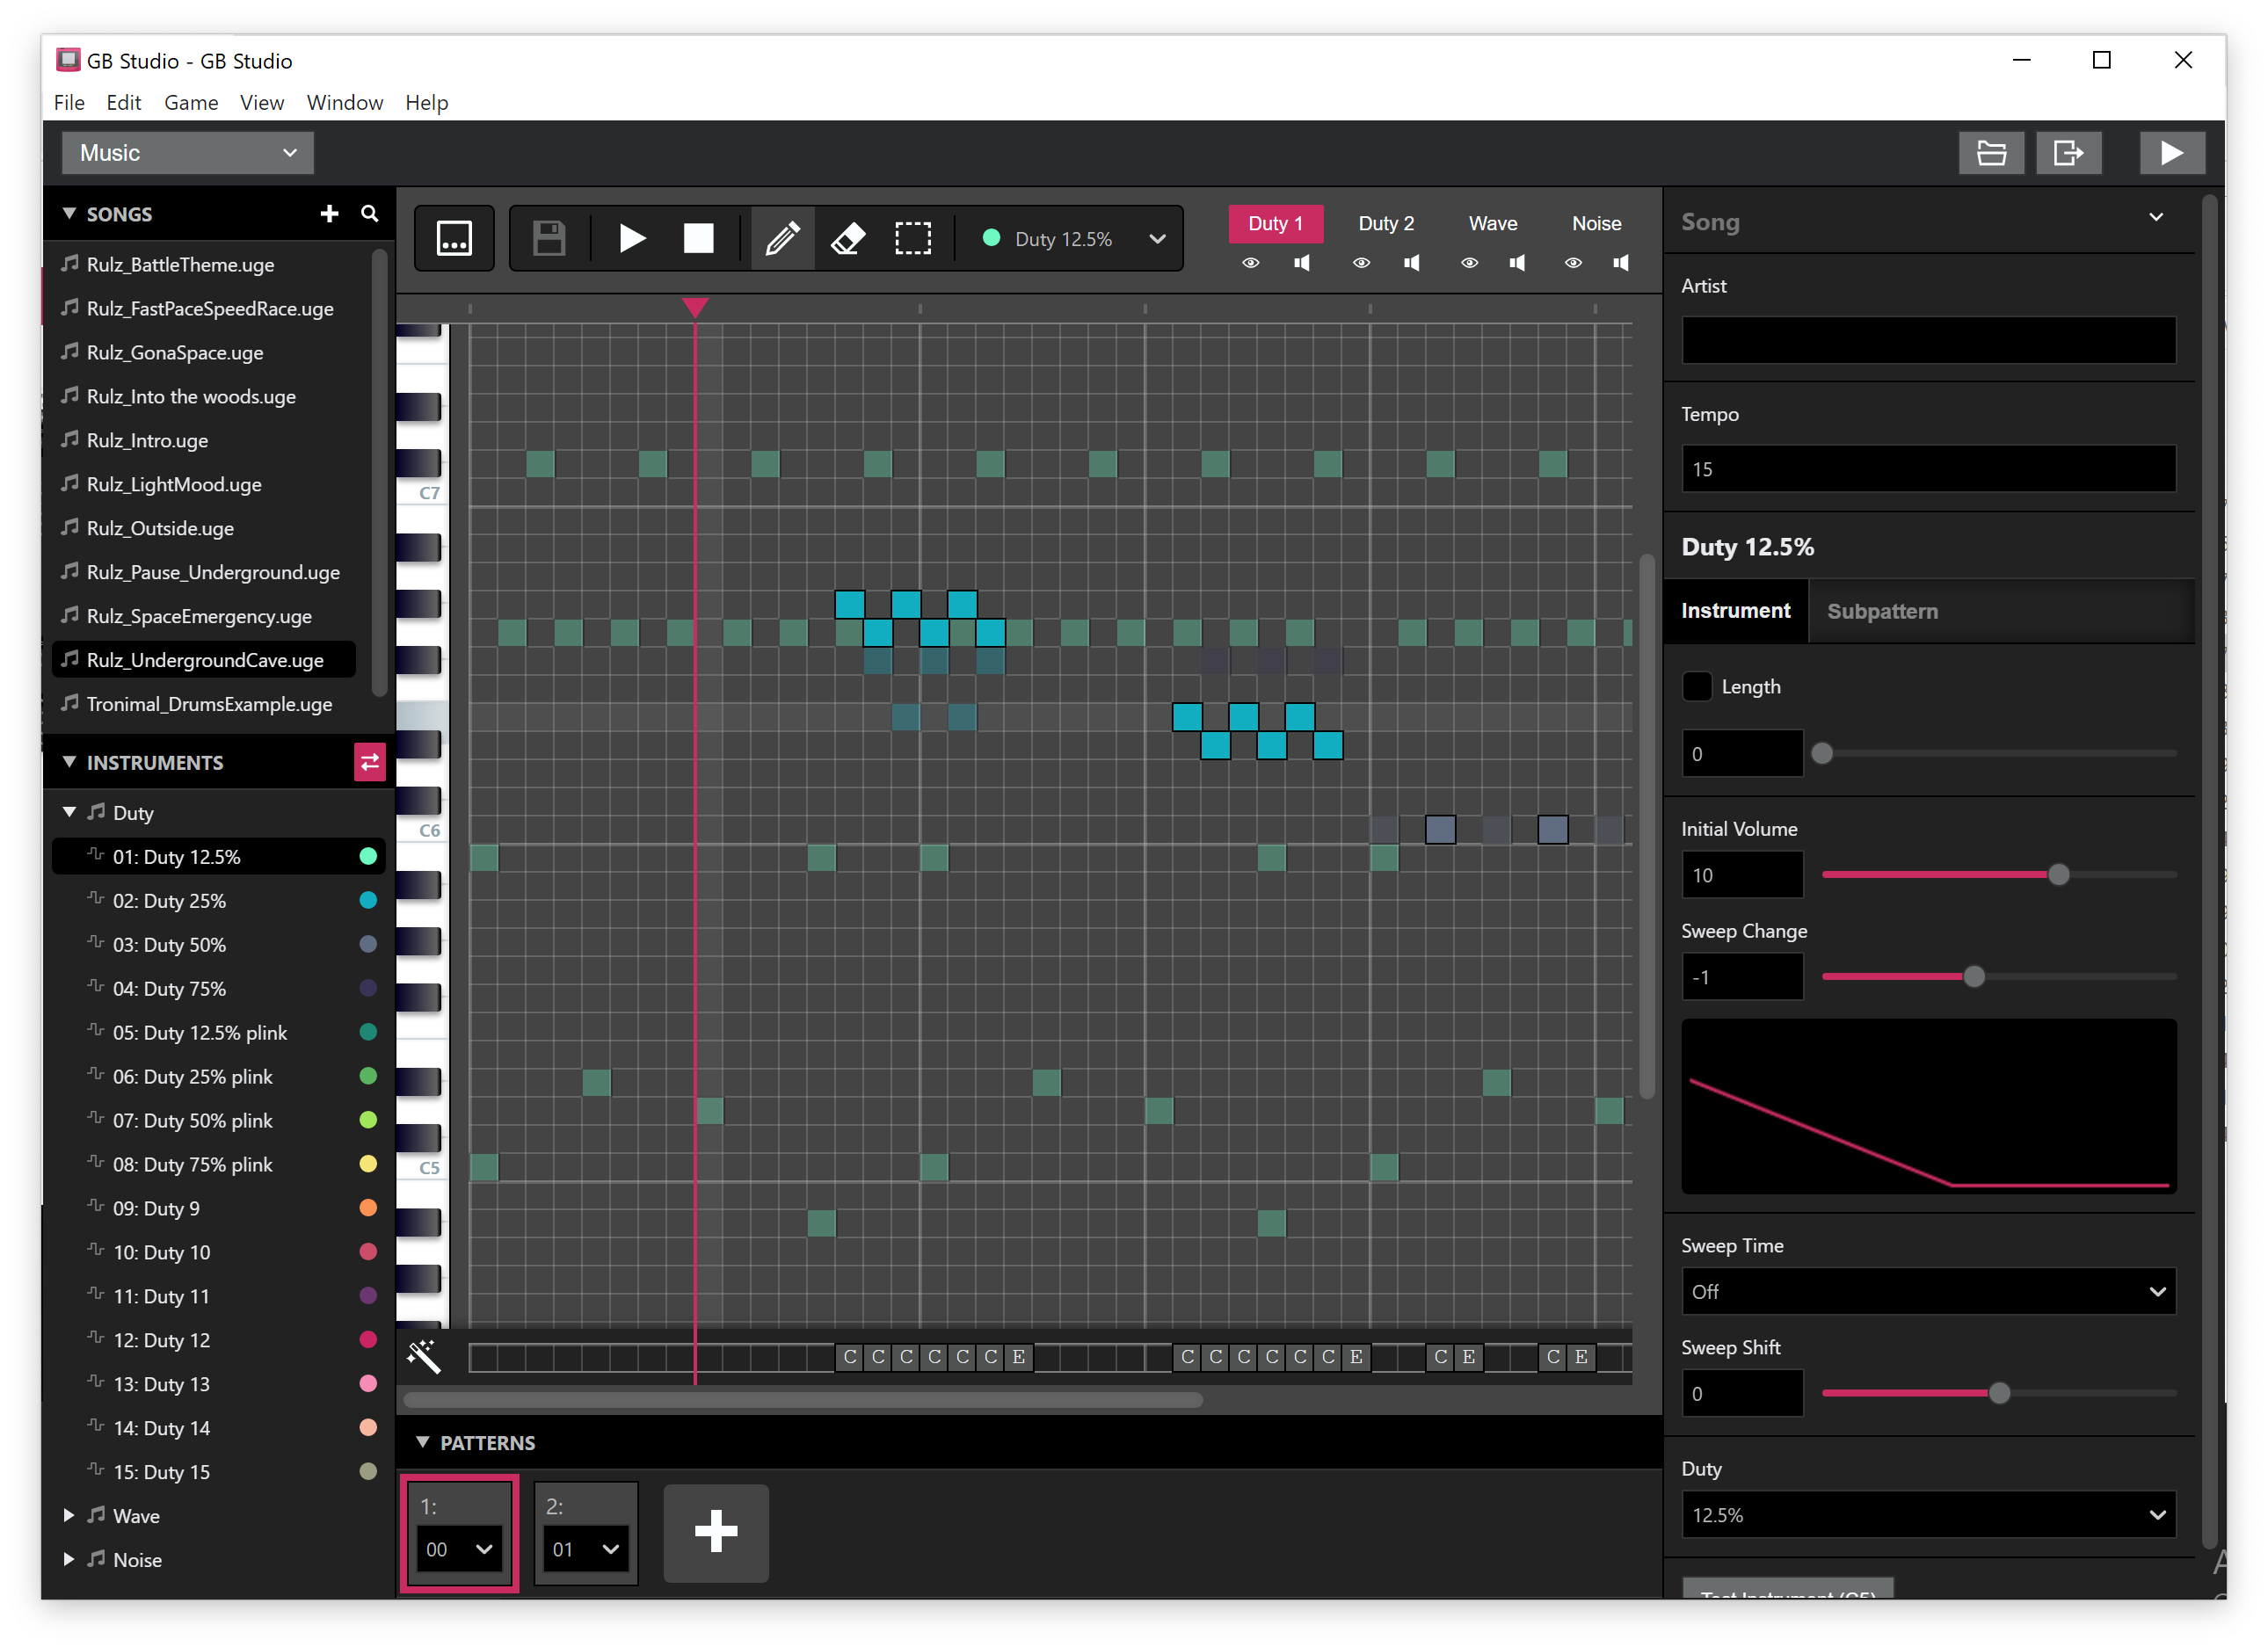 GB Studio - GB Studio
File Edit Game View Window Help
Music
SONGS
Rulz_BattleTheme.uge
Rulz_FastPaceSpeedRace.uge
Rulz_GonaSpace.uge
Rulz_Into the woods.uge
Rulz_Intro.uge
Rulz_LightMood.uge
Rulz_Outside.uge
Rulz_Pause_Underground.uge
Rulz_SpaceEmergency.uge
Rulz_UndergroundCave.uge
Tronimal_DrumsExample.uge
INSTRUMENTS
Duty
01: Duty 12.5%
02: Duty 25%
03: Duty 50%
04: Duty 75%
05: Duty 12.5% plink
06: Duty 25% plink
07: Duty 50% plink
08: Duty 75% plink
09: Duty 9
10: Duty 10
11: Duty 11
12: Duty 12
13: Duty 13
14: Duty 14
15: Duty 15
Wave
Noise
Duty 12.5%
Duty 1 Duty 2 Wave Noise
C7
C6
C5
C C C C C C E C C C C C C E C E C E
PATTERNS
1: 2:
00 01
Song
Artist
Tempo
15
Duty 12.5%
Instrument Subpattern
Length
0
Initial Volume
10
Sweep Change
-1
Sweep Time
Off
Sweep Shift
0
Duty
12.5%
Test Instrument (C5)